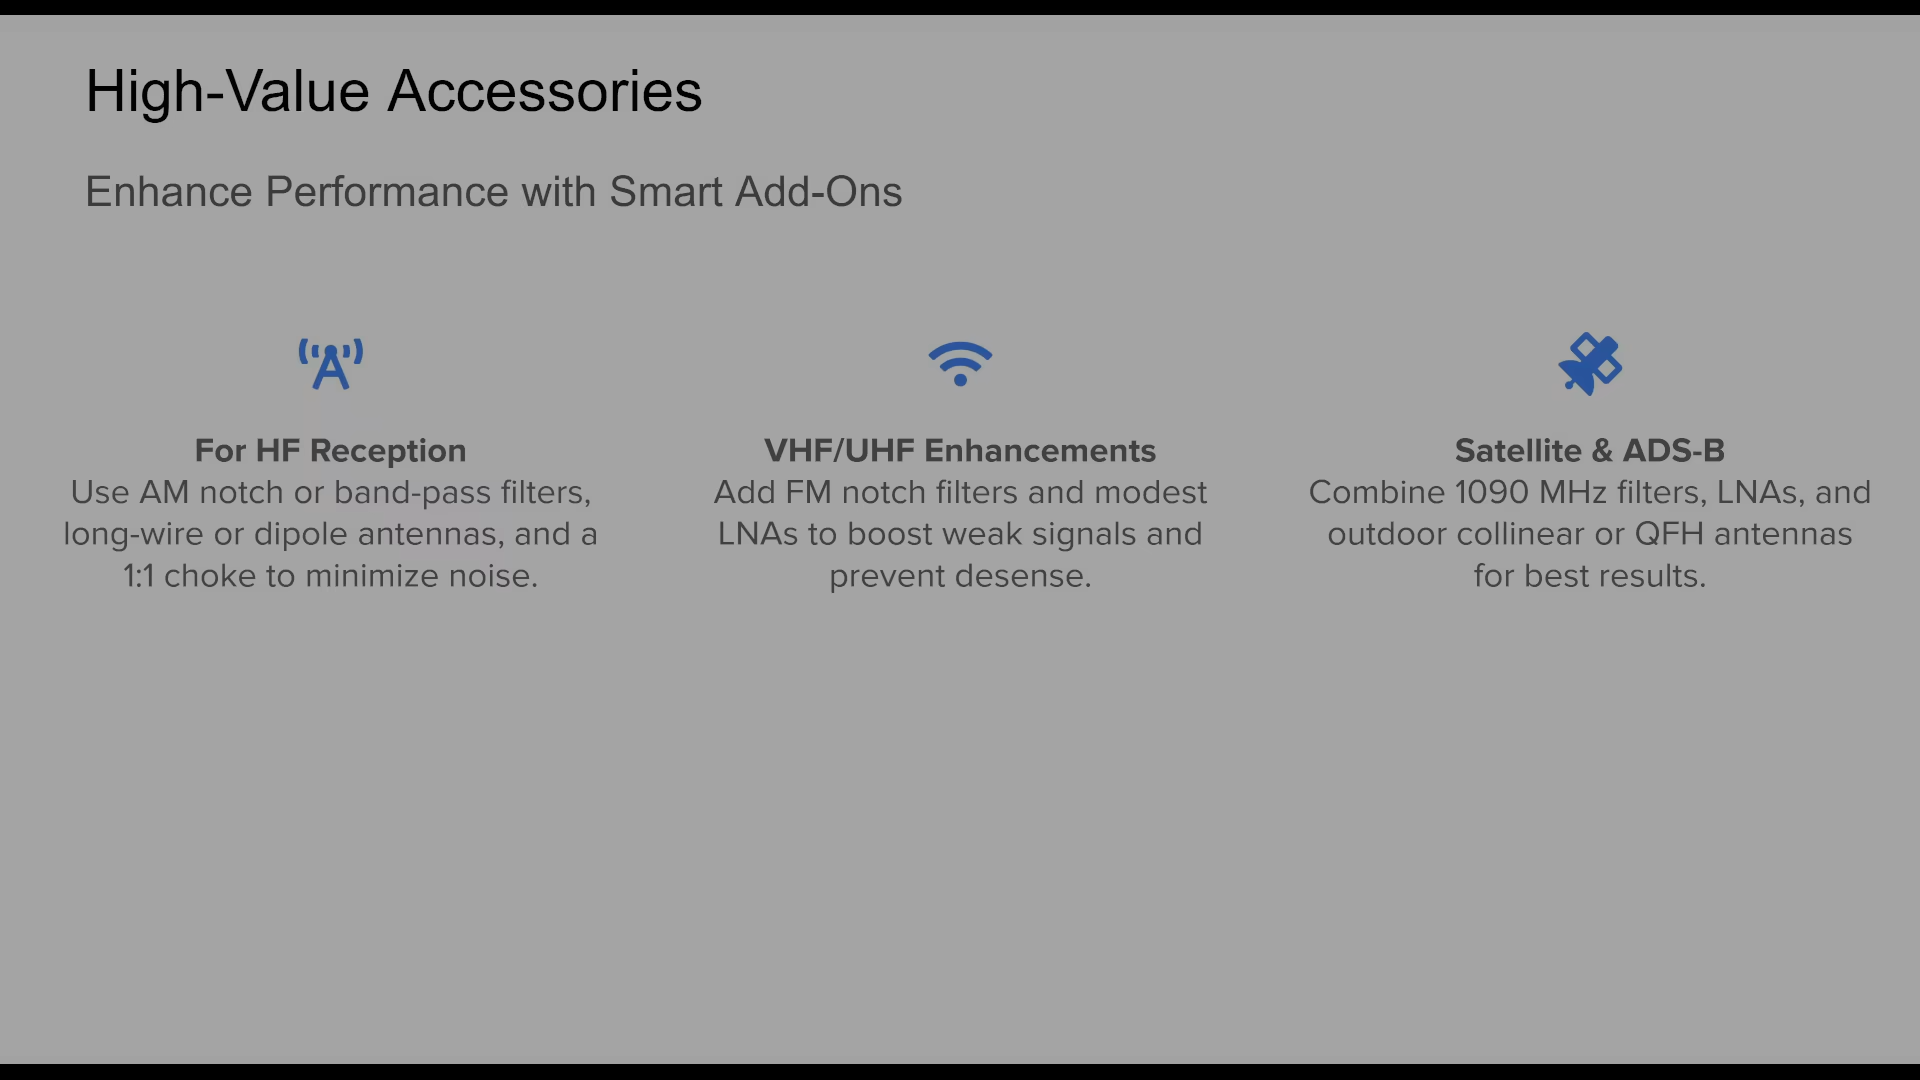 High-Value Accessories
Enhance Performance with Smart Add-Ons
For HF Reception
Use AM notch or band-pass filters,
long-wire or dipole antennas, and a
1:1 choke to minimize noise.
VHF/UHF Enhancements
Add FM notch filters and modest
LNAs to boost weak signals and
prevent desense.
Satellite & ADS-B
Combine 1090 MHz filters, LNAs, and
outdoor collinear or QFH antennas
for best results.